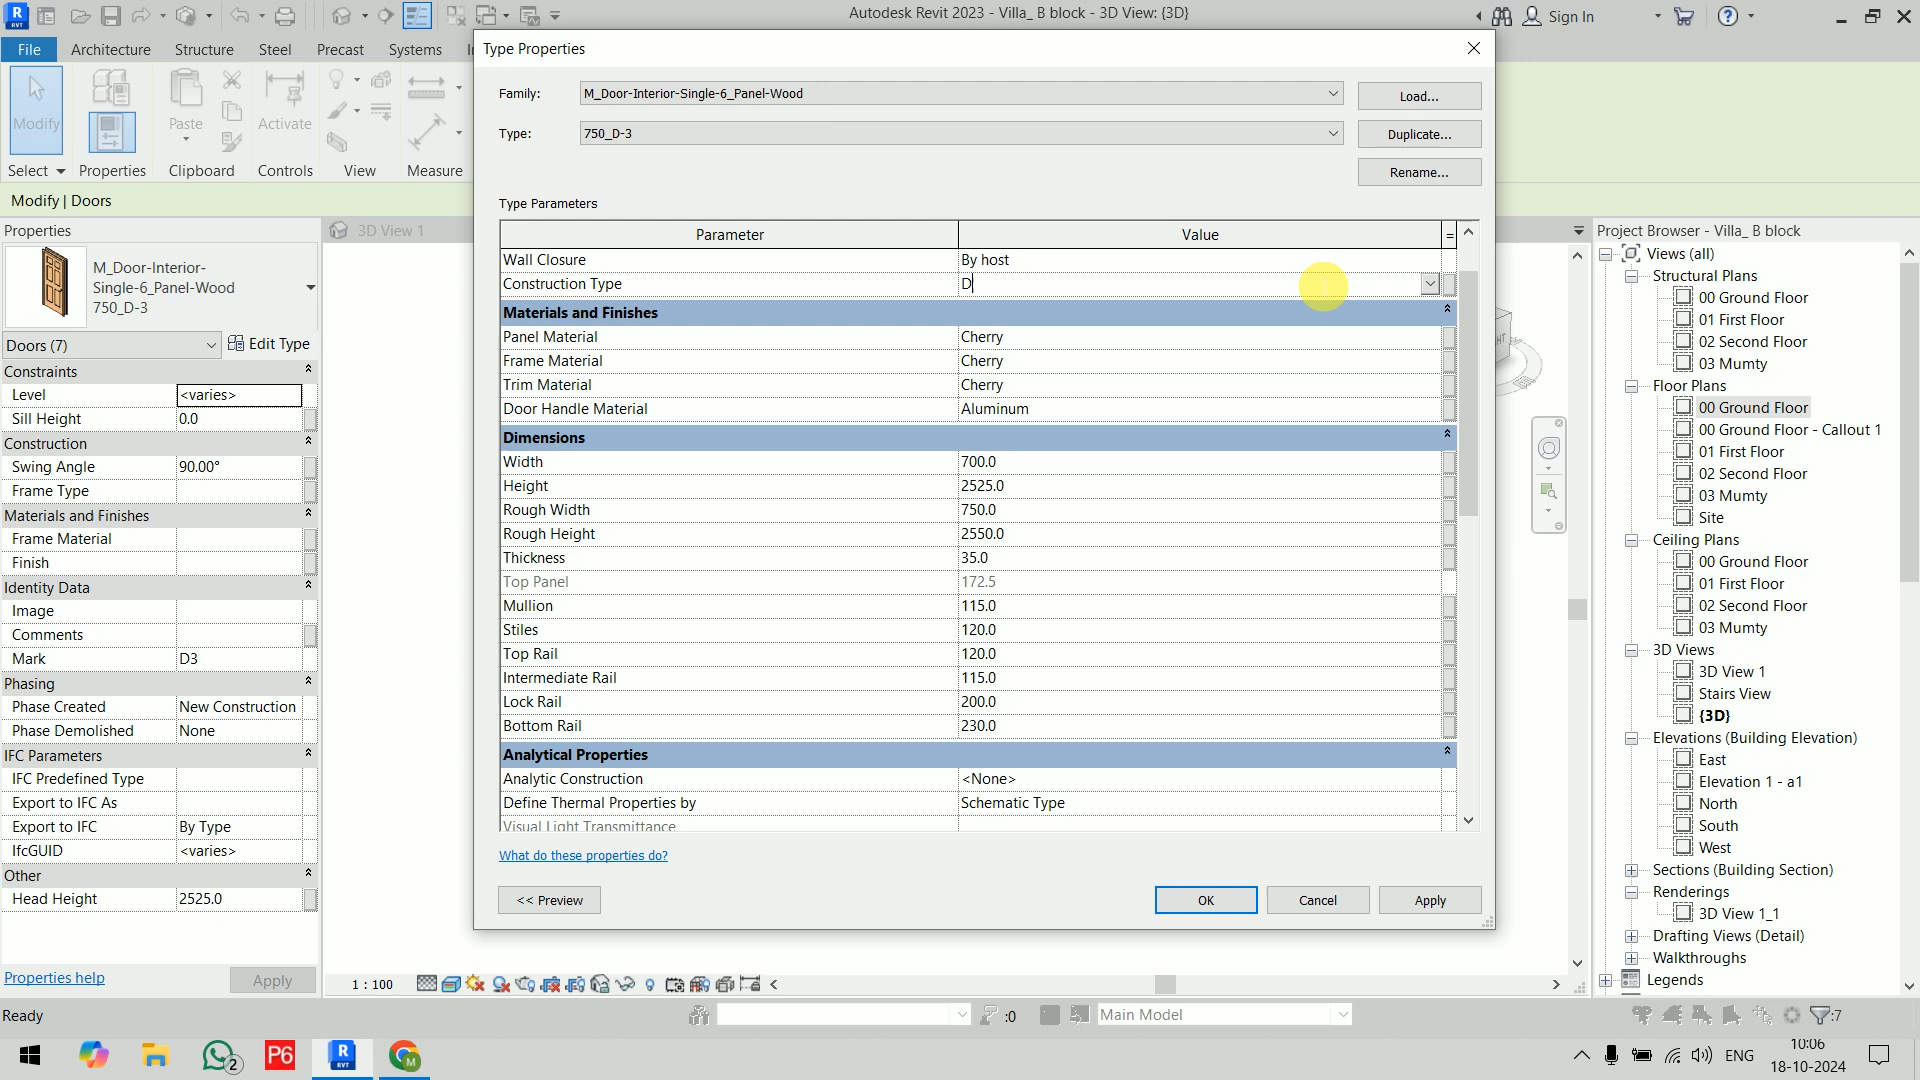 Autodesk Revit 2023 - Villa_ B block - 3D View: {3D}
Sign In
File
Architecture
Structure
Steel
Precast
Systems
Modify
Paste
Activate
Select
Properties
Clipboard
Controls
View
Measure
Modify | Doors
Properties
M_Door-Interior-
Single-6_Panel-Wood
750_D-3
Doors (7)
Edit Type
Constraints
Level <varies>
Sill Height 0.0
Construction
Swing Angle 90.00°
Frame Type
Materials and Finishes
Frame Material
Finish
Identity Data
Image
Comments
Mark D3
Phasing
Phase Created New Construction
Phase Demolished None
IFC Parameters
IFC Predefined Type
Export to IFC As
Export to IFC By Type
IfcGUID <varies>
Other
Head Height 2525.0
Properties help
Apply
3D View 1
Type Properties
Family: M_Door-Interior-Single-6_Panel-Wood
Load...
Type: 750_D-3
Duplicate...
Rename...
Type Parameters
Parameter Value =
Wall Closure By host
Construction Type D
Materials and Finishes
Panel Material Cherry
Frame Material Cherry
Trim Material Cherry
Door Handle Material Aluminum
Dimensions
Width 700.0
Height 2525.0
Rough Width 750.0
Rough Height 2550.0
Thickness 35.0
Top Panel 172.5
Mullion 115.0
Stiles 120.0
Top Rail 120.0
Intermediate Rail 115.0
Lock Rail 200.0
Bottom Rail 230.0
Analytical Properties
Analytic Construction <None>
Define Thermal Properties by Schematic Type
Visual Light Transmittance
What do these properties do?
<< Preview
OK
Cancel
Apply
Project Browser - Villa_ B block
Views (all)
Structural Plans
00 Ground Floor
01 First Floor
02 Second Floor
03 Mumty
Floor Plans
00 Ground Floor
00 Ground Floor - Callout 1
01 First Floor
02 Second Floor
03 Mumty
Site
Ceiling Plans
00 Ground Floor
01 First Floor
02 Second Floor
03 Mumty
3D Views
3D View 1
Stairs View
{3D}
Elevations (Building Elevation)
East
Elevation 1 - a1
North
South
West
Sections (Building Section)
Renderings
3D View 1_1
Drafting Views (Detail)
Walkthroughs
Legends
1 : 100
Ready
:0
Main Model
:7
2
P6
R
RVT
M
ENG
10:06
18-10-2024